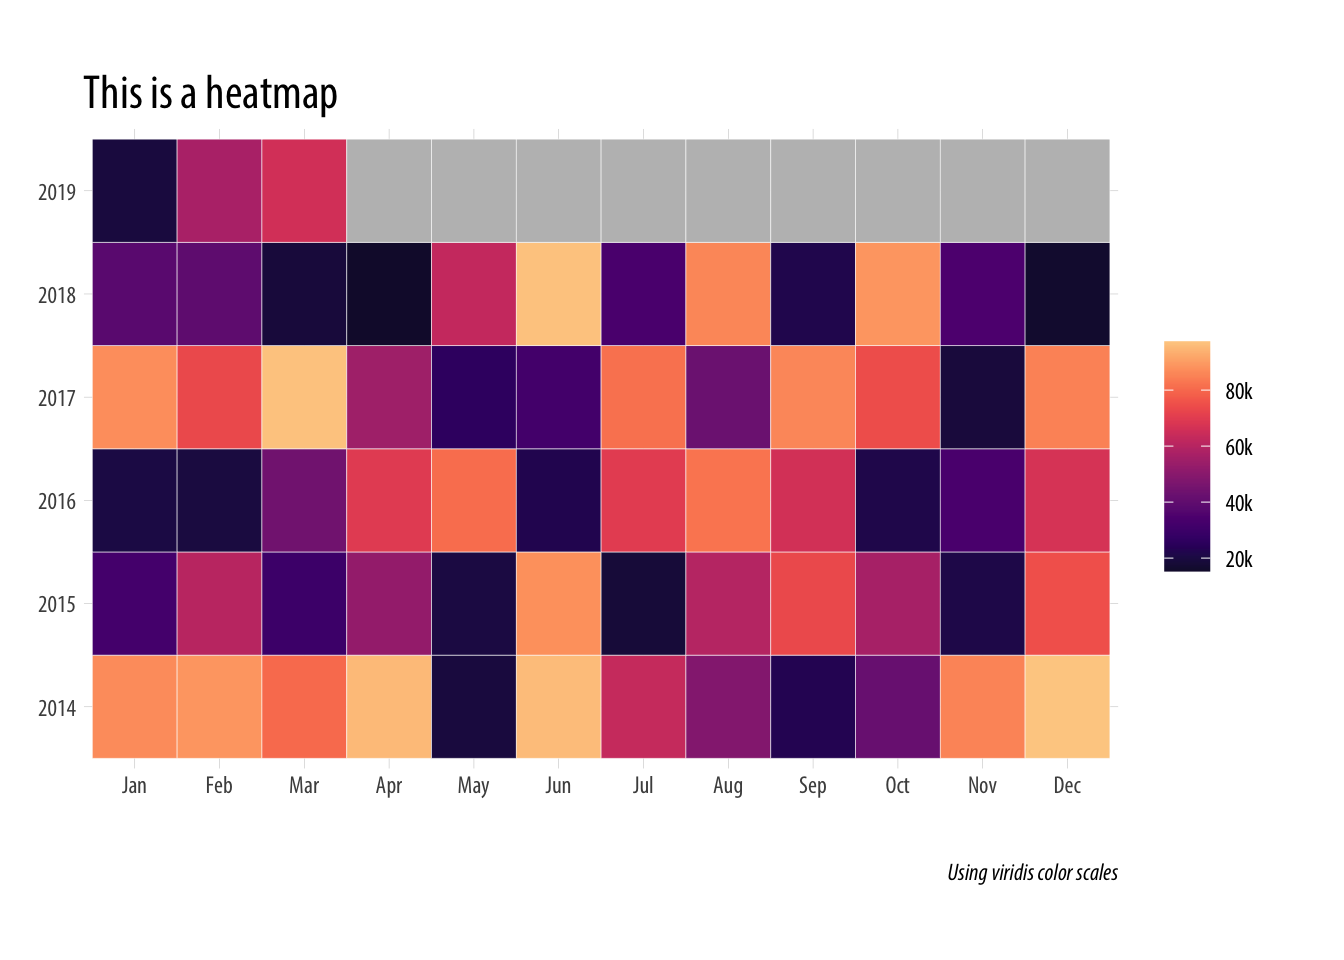 This is a heatmap
2019
2018
2017
2016
2015
2014
Jan Feb Mar Apr May Jun Jul Aug Sep Oct Nov Dec
80k
60k
40k
20k
Using viridis color scales